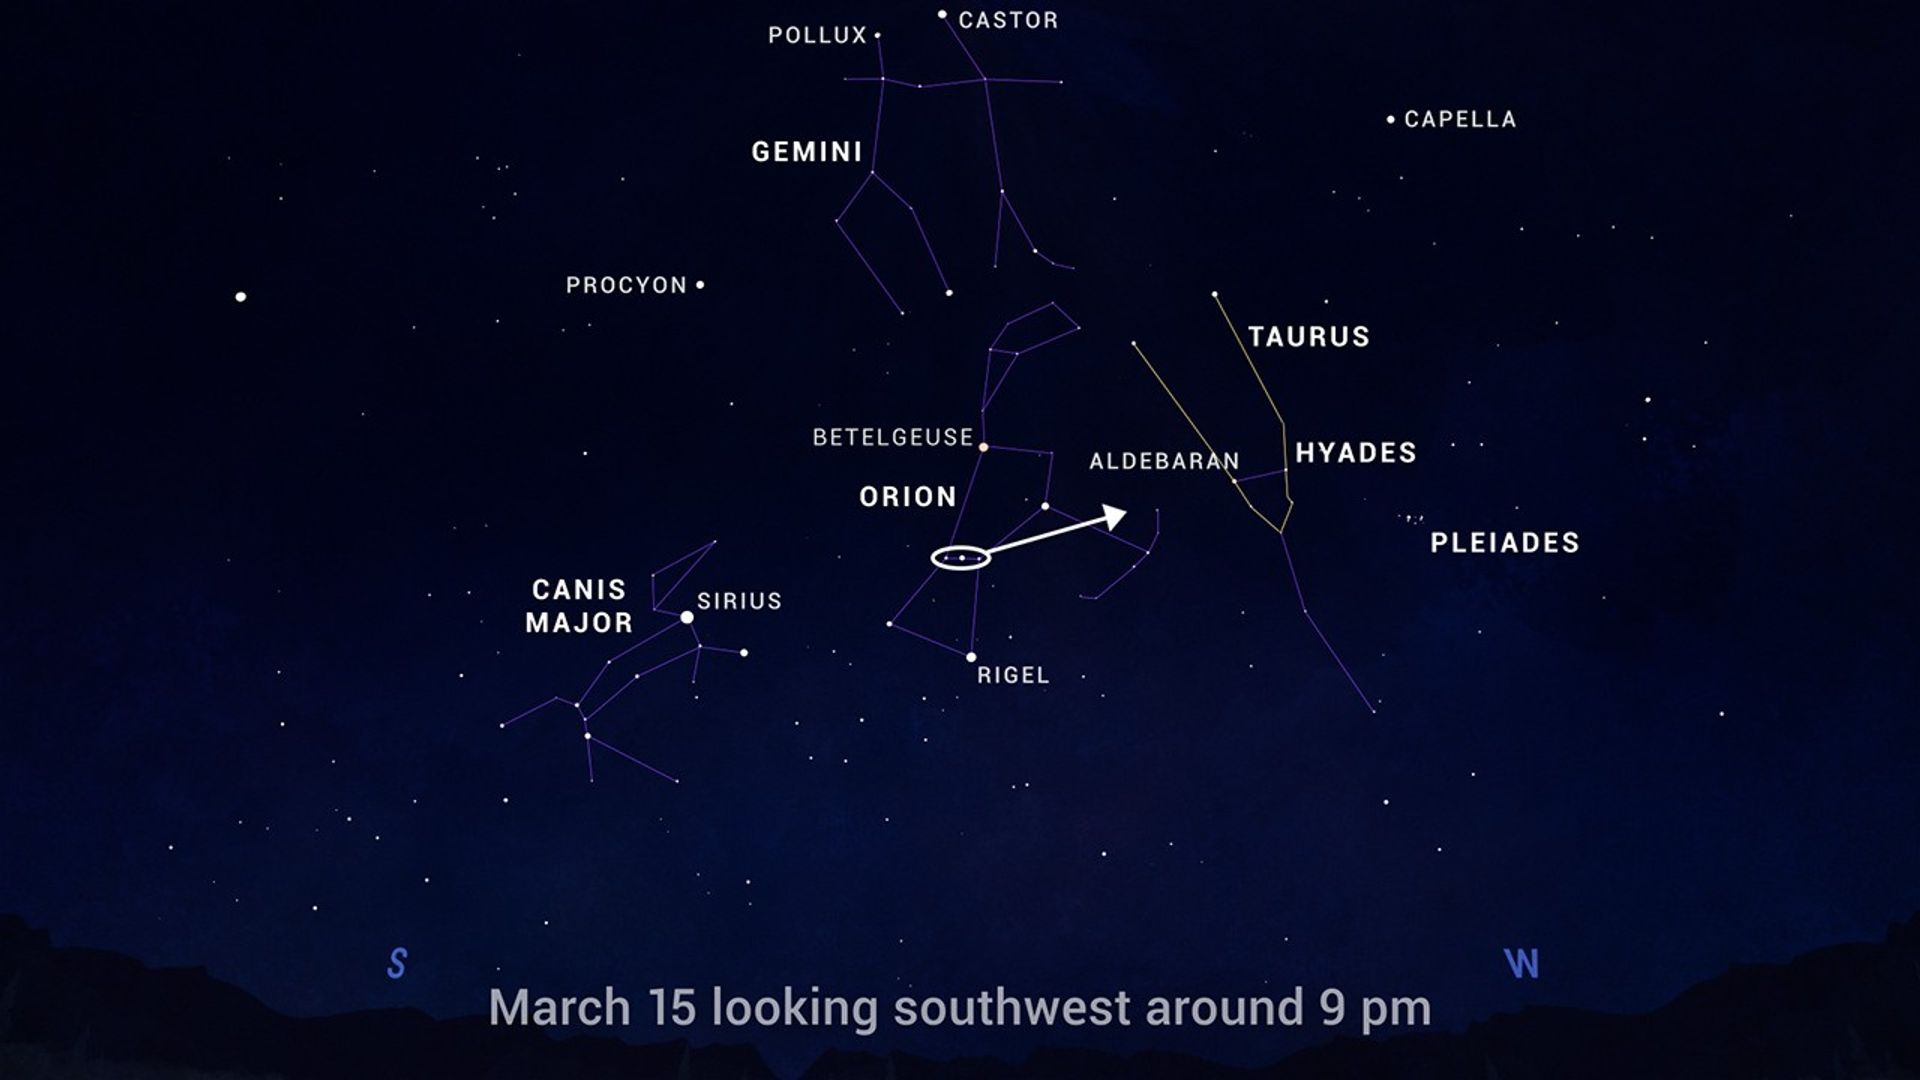 CASTOR
POLLUX
CAPELLA
GEMINI
PROCYON
TAURUS
BETELGEUSE
HYADES
ALDEBARAN
ORION
PLEIADES
CANIS
MAJOR
SIRIUS
RIGEL
S
W
March 15 looking southwest around 9 pm